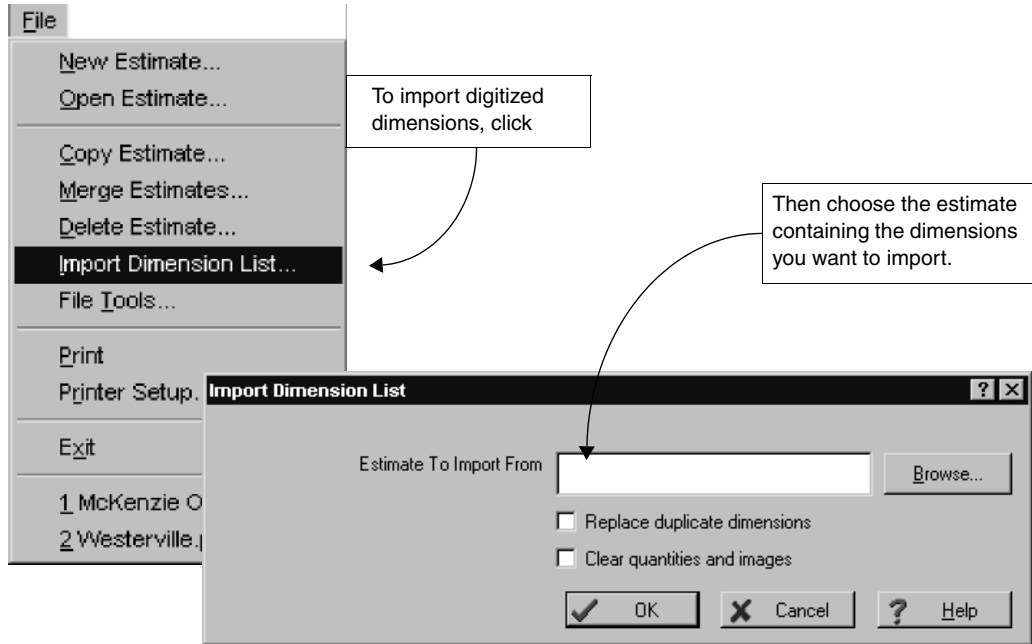 File
New Estimate...
Open Estimate...
To import digitized
dimensions, click
Copy Estimate...
Merge Estimates...
Delete Estimate...
Import Dimension List...
File Tools...
Then choose the estimate
containing the dimensions
you want to import.
Print
Printer Setup.
Exit
1 McKenzie O
2 Westerville.p
Import Dimension List
Estimate To Import From
Browse...
Replace duplicate dimensions
Clear quantities and images
OK
Cancel
Help